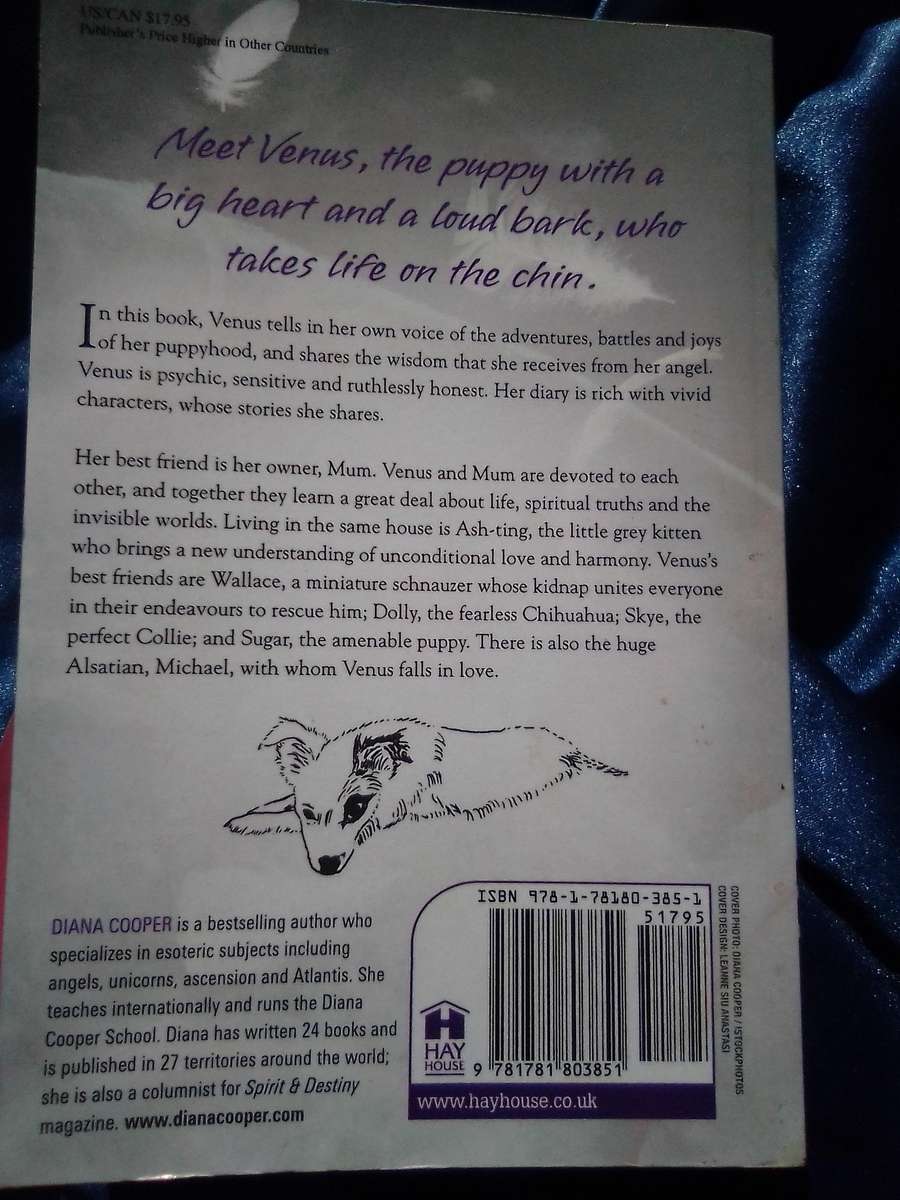 US/CAN $17.95
Publisher's Price Higher in Other Countries
Meet Venus, the puppy with a
big heart and a loud bark, who
takes life on the chin.
In this book, Venus tells in her own voice of the adventures, battles and joys
of her puppyhood, and shares the wisdom that she receives from her angel.
Venus is psychic, sensitive and ruthlessly honest. Her diary is rich with vivid
characters, whose stories she shares.
Her best friend is her owner, Mum. Venus and Mum are devoted to each
other, and together they learn a great deal about life, spiritual truths and the
invisible worlds. Living in the same house is Ash-ting, the little grey kitten
who brings a new understanding of unconditional love and harmony. Venus's
best friends are Wallace, a miniature schnauzer whose kidnap unites everyone
in their endeavours to rescue him; Dolly, the fearless Chihuahua; Skye, the
perfect Collie; and Sugar, the amenable puppy. There is also the huge
Alsatian, Michael, with whom Venus falls in love.
DIANA COOPER is a bestselling author who
specializes in esoteric subjects including
angels, unicorns, ascension and Atlantis. She
teaches internationally and runs the Diana
Cooper School. Diana has written 24 books and
is published in 27 territories around the world;
she is also a columnist for Spirit & Destiny
magazine. www.dianacooper.com
ISBN 978-1-78180-385-1
51795
HAY
HOUSE
9 781781 803851
www.hayhouse.co.uk
COVER PHOTO: DIANA COOPER / ISTOCKPHOTOS
COVER DESIGN: LEANNE SIU ANASTASI